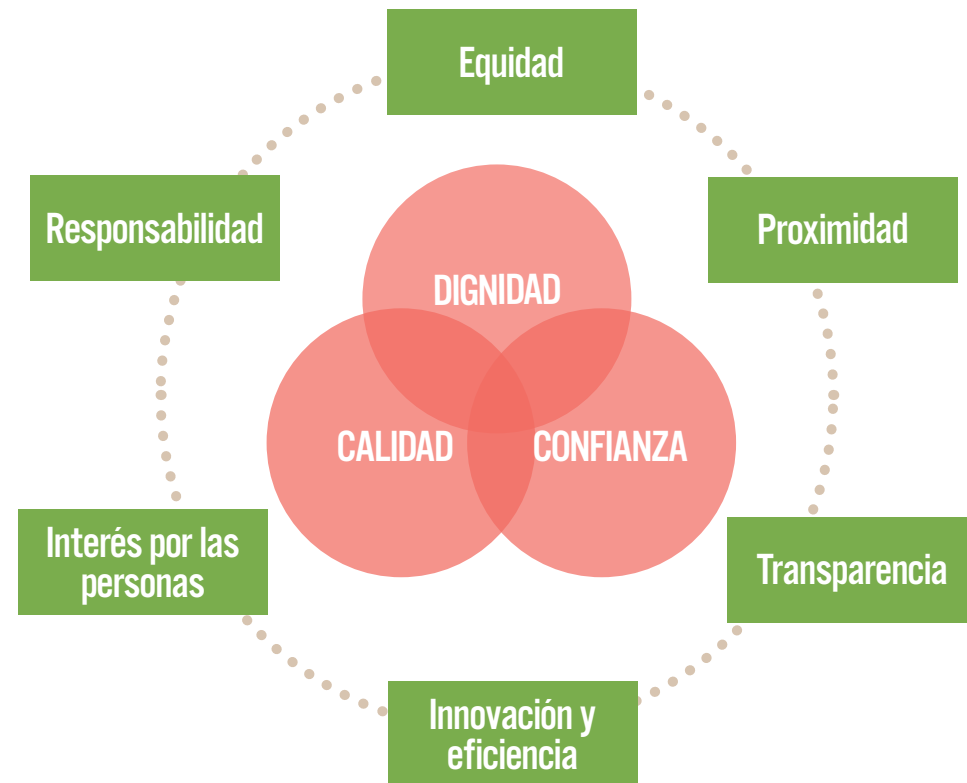 Equidad
Responsabilidad
Proximidad
DIGNIDAD
CALIDAD
CONFIANZA
Interés por las
personas
Transparencia
Innovación y
eficiencia